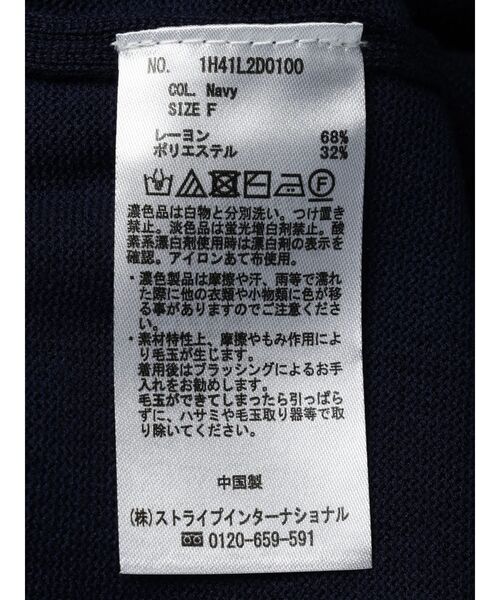 NO. 1H41L2D0100
COL. Navy
SIZE F
レーヨン 68%
ポリエステル 32%
濃色品は白物と分別洗い。つけ置き
禁止。淡色品は蛍光増白剤禁止。酸
素系漂白剤使用時は漂白剤の表示を
確認。アイロンあて布使用。
・濃色製品は摩擦や汗、雨等で濡れ
た際に他の衣類や小物類に色が移
る事がありますのでご注意くださ
い。
・素材特性上、摩擦やもみ作用によ
り毛玉が生じます。
着用後はブラッシングによるお手
入れをお勧めします。
毛玉ができてしまったら引っぱら
ずに、ハサミや毛玉取り器等で取
り除いてください。
中国製
(株)ストライプインターナショナル
0120-659-591